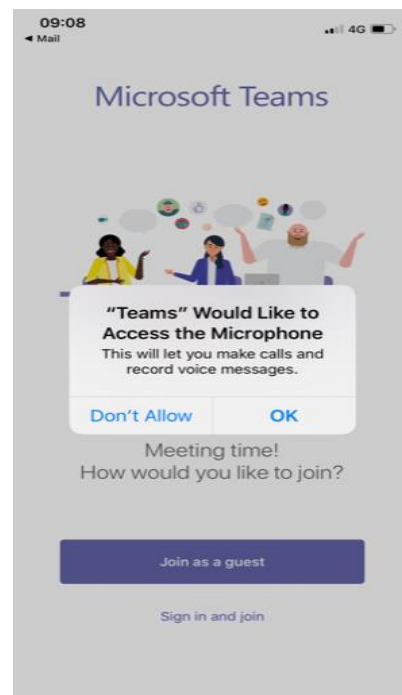 09:08
4G
◀ Mail
Microsoft Teams
“Teams” Would Like to
Access the Microphone
This will let you make calls and
record voice messages.
Don’t Allow
OK
Meeting time!
How would you like to join?
Join as a guest
Sign in and join